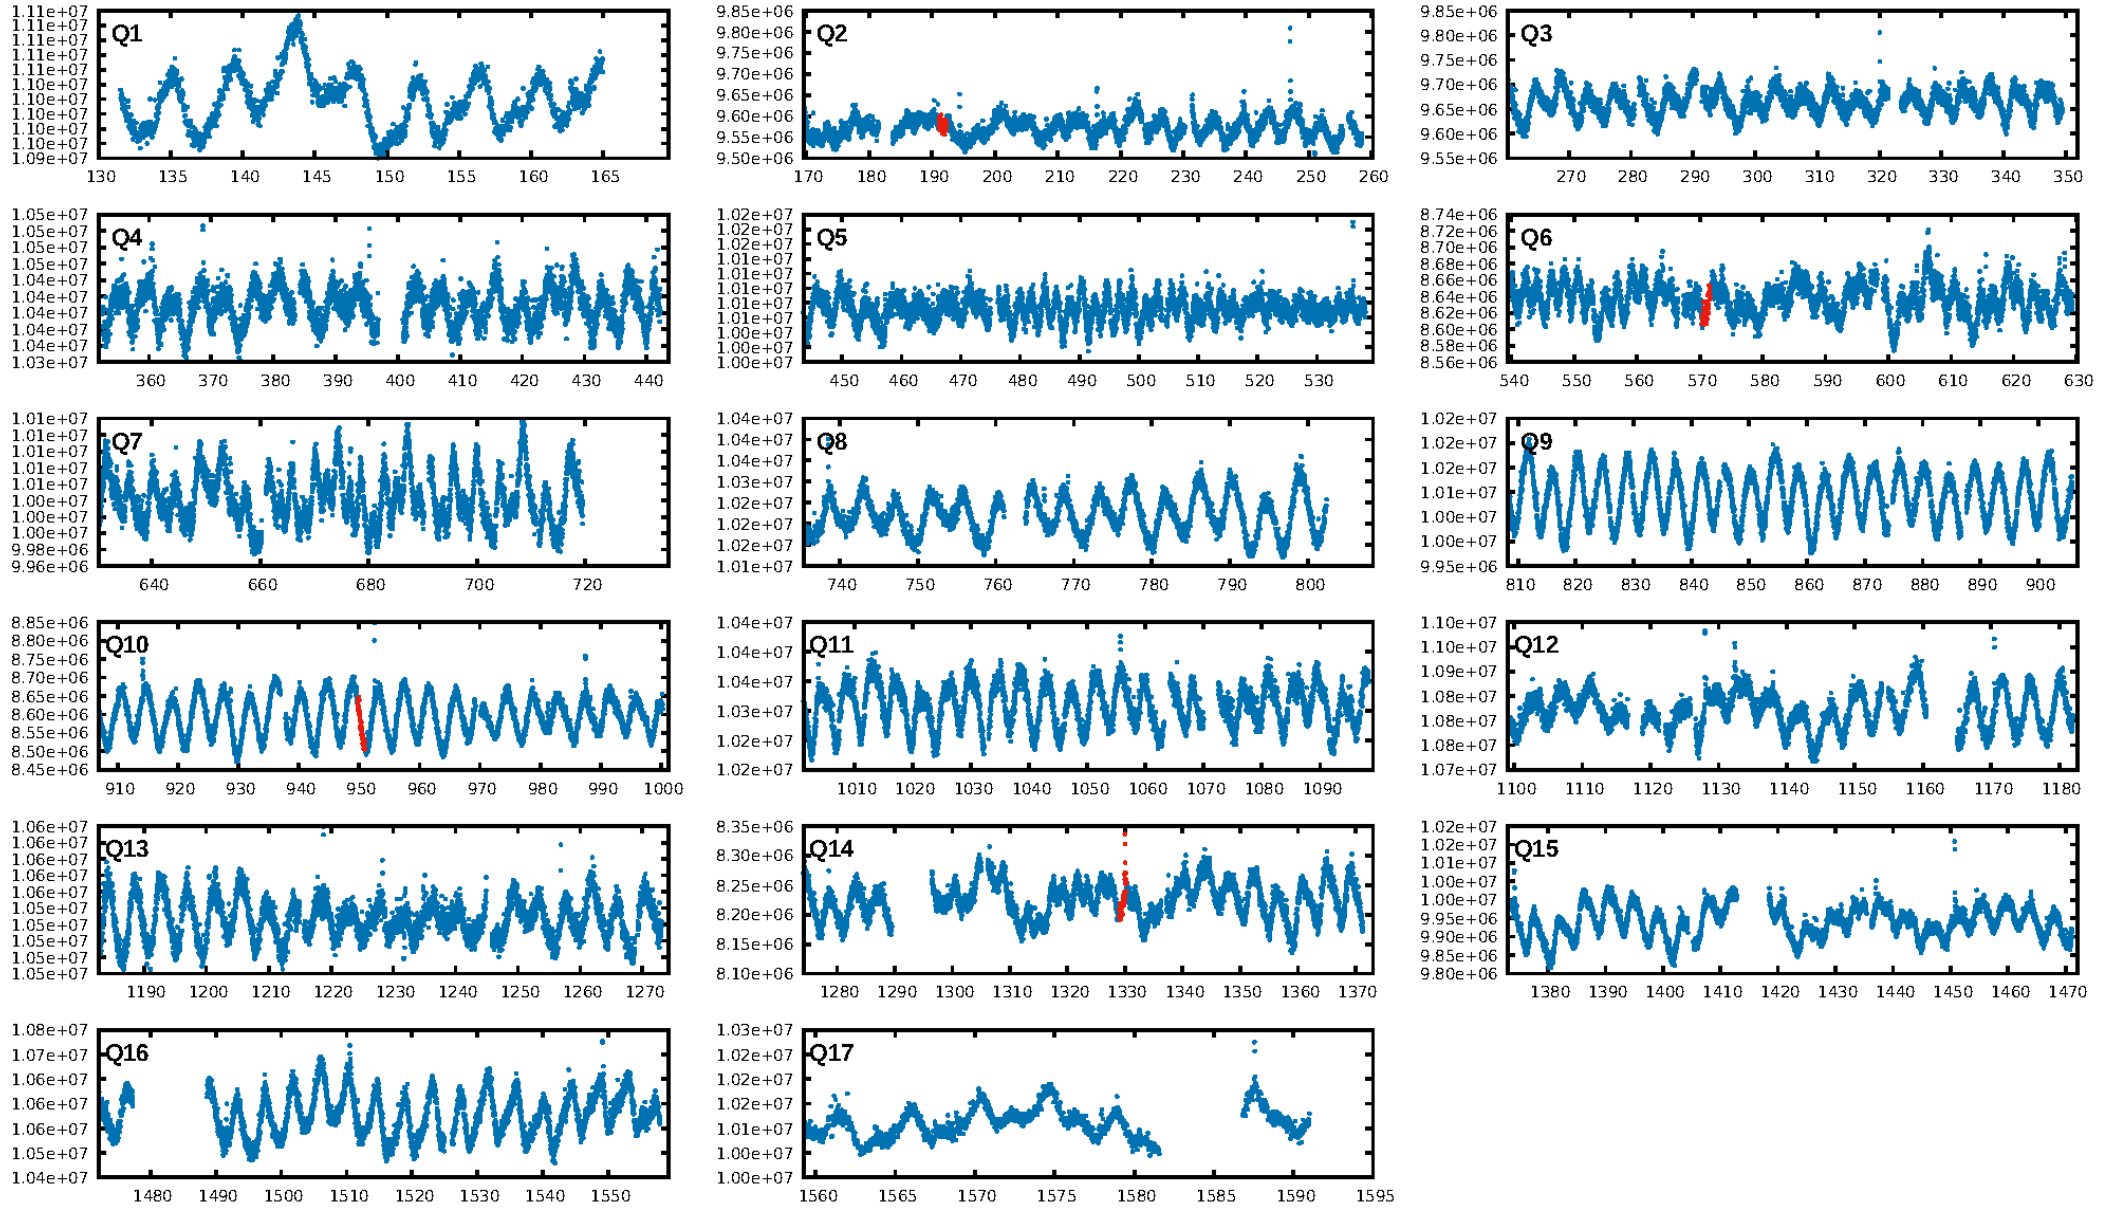 1.11e+07
1.11e+07
1.11e+07
1.11e+07
1.11e+07
1.10e+07
1.10e+07
1.10e+07
1.10e+07
1.10e+07
1.09e+07
Q1
130 135 140 145 150 155 160 165
9.85e+06
9.80e+06
9.75e+06
9.70e+06
9.65e+06
9.60e+06
9.55e+06
9.50e+06
Q2
170 180 190 200 210 220 230 240 250 260
9.85e+06
9.80e+06
9.75e+06
9.70e+06
9.65e+06
9.60e+06
9.55e+06
Q3
270 280 290 300 310 320 330 340 350
1.05e+07
1.05e+07
1.05e+07
1.05e+07
1.04e+07
1.04e+07
1.04e+07
1.04e+07
1.04e+07
1.03e+07
Q4
360 370 380 390 400 410 420 430 440
1.02e+07
1.02e+07
1.02e+07
1.01e+07
1.01e+07
1.01e+07
1.01e+07
1.01e+07
1.00e+07
1.00e+07
1.00e+07
Q5
450 460 470 480 490 500 510 520 530
8.74e+06
8.72e+06
8.70e+06
8.68e+06
8.66e+06
8.64e+06
8.62e+06
8.60e+06
8.58e+06
8.56e+06
Q6
540 550 560 570 580 590 600 610 620 630
1.01e+07
1.01e+07
1.01e+07
1.01e+07
1.01e+07
1.00e+07
1.00e+07
1.00e+07
9.98e+06
9.96e+06
Q7
640 660 680 700 720
1.04e+07
1.04e+07
1.04e+07
1.03e+07
1.02e+07
1.02e+07
1.01e+07
Q8
740 750 760 770 780 790 800
1.02e+07
1.02e+07
1.02e+07
1.01e+07
1.00e+07
1.00e+07
9.95e+06
Q9
810 820 830 840 850 860 870 880 890 900
8.85e+06
8.80e+06
8.75e+06
8.70e+06
8.65e+06
8.60e+06
8.55e+06
8.50e+06
8.45e+06
Q10
910 920 930 940 950 960 970 980 990 1000
1.04e+07
1.04e+07
1.04e+07
1.03e+07
1.02e+07
1.02e+07
Q11
1010 1020 1030 1040 1050 1060 1070 1080 1090
1.10e+07
1.10e+07
1.09e+07
1.08e+07
1.08e+07
1.08e+07
1.07e+07
Q12
1100 1110 1120 1130 1140 1150 1160 1170 1180
1.06e+07
1.06e+07
1.06e+07
1.06e+07
1.05e+07
1.05e+07
1.05e+07
1.05e+07
1.05e+07
Q13
1190 1200 1210 1220 1230 1240 1250 1260 1270
8.35e+06
8.30e+06
8.25e+06
8.20e+06
8.15e+06
8.10e+06
Q14
1280 1290 1300 1310 1320 1330 1340 1350 1360 1370
1.02e+07
1.02e+07
1.01e+07
1.00e+07
1.00e+07
9.95e+06
9.90e+06
9.85e+06
9.80e+06
Q15
1380 1390 1400 1410 1420 1430 1440 1450 1460 1470
1.08e+07
1.07e+07
1.06e+07
1.06e+07
1.06e+07
1.05e+07
1.04e+07
Q16
1480 1490 1500 1510 1520 1530 1540 1550
1.03e+07
1.02e+07
1.02e+07
1.02e+07
1.01e+07
1.00e+07
1.00e+07
Q17
1560 1565 1570 1575 1580 1585 1590 1595